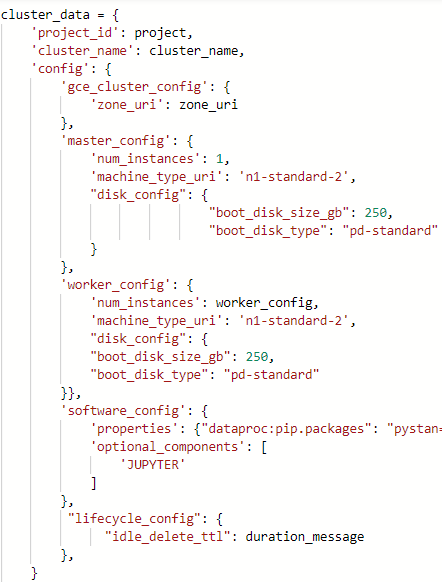 cluster_data = {
    'project_id': project,
    'cluster_name': cluster_name,
    'config': {
        'gce_cluster_config': {
            'zone_uri': zone_uri
        },
        'master_config': {
            'num_instances': 1,
            'machine_type_uri': 'n1-standard-2',
            "disk_config": {
                            "boot_disk_size_gb": 250,
                            "boot_disk_type": "pd-standard"
            }
        },
        'worker_config': {
            'num_instances': worker_config,
            'machine_type_uri': 'n1-standard-2',
            "disk_config": {
            "boot_disk_size_gb": 250,
            "boot_disk_type": "pd-standard"
        }},
        'software_config': {
            'properties': {"dataproc:pip.packages": "pystan=
            'optional_components': [
                'JUPYTER'
            ]
        },
         "lifecycle_config": {
              "idle_delete_ttl": duration_message
        },
    }